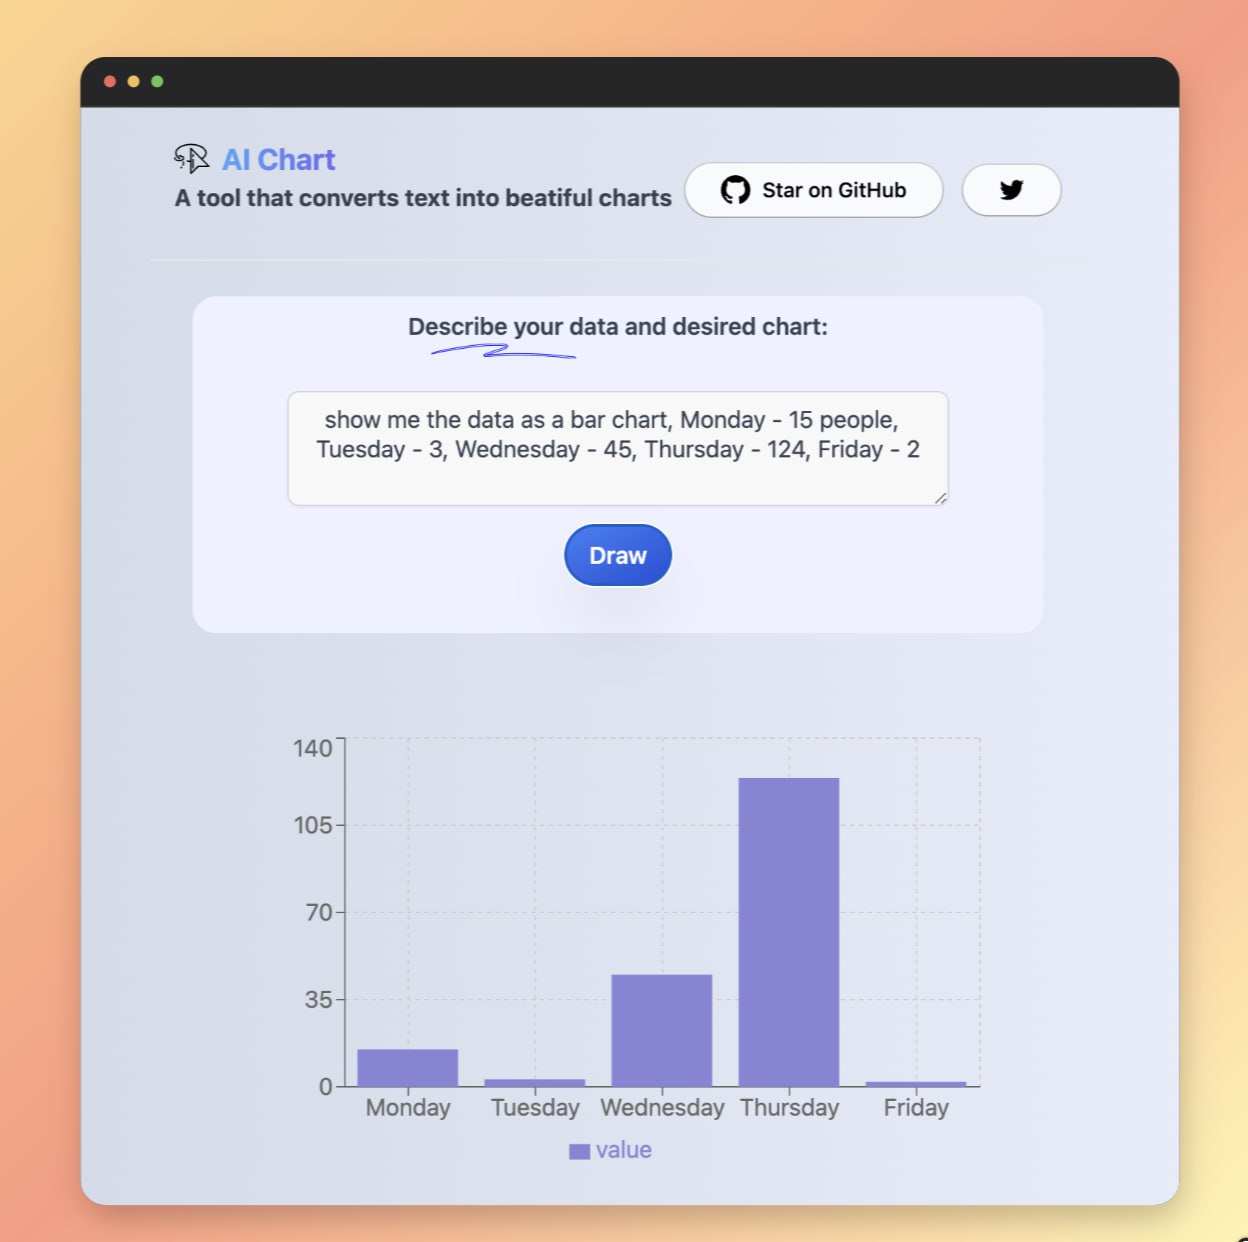 AI Chart
A tool that converts text into beatiful charts
Star on GitHub
Describe your data and desired chart:
show me the data as a bar chart, Monday - 15 people,
Tuesday - 3, Wednesday - 45, Thursday - 124, Friday - 2
Draw
140
105
70
35
0
Monday Tuesday Wednesday Thursday Friday
value